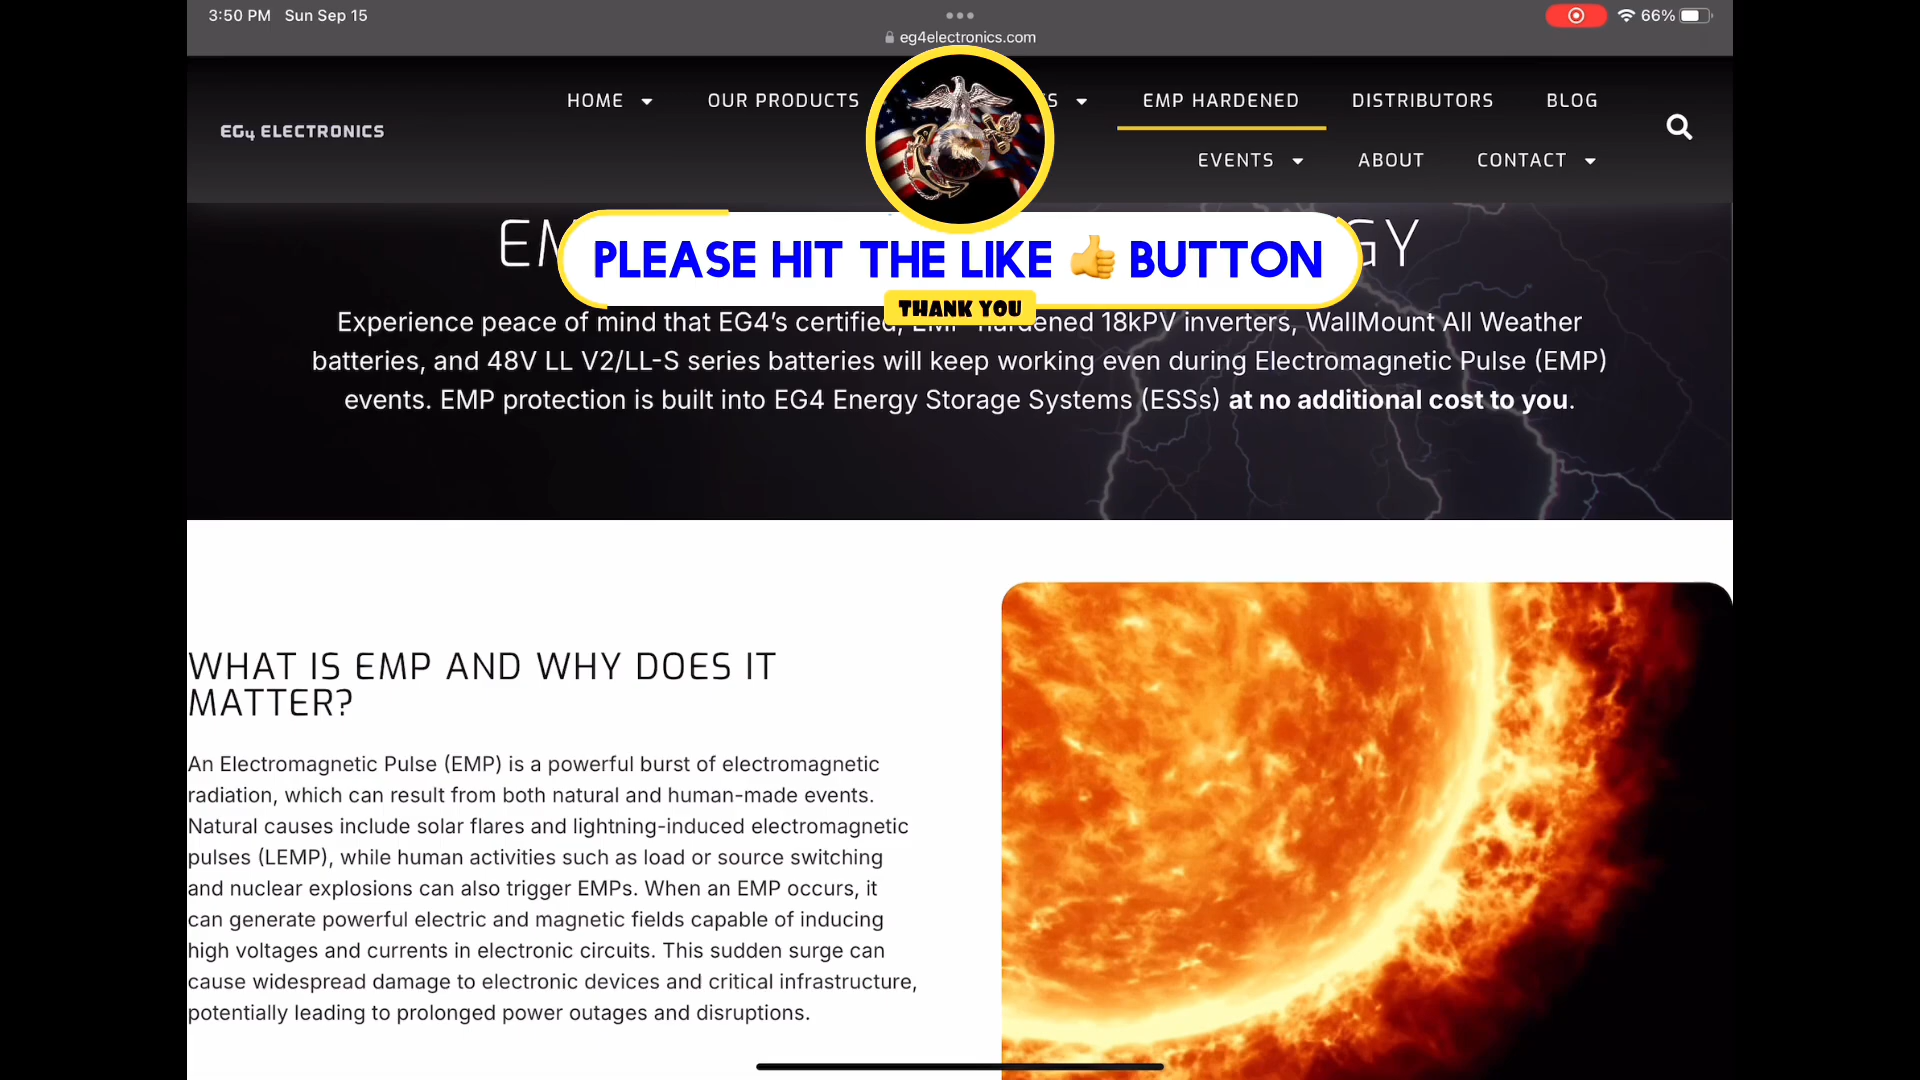 3:50 PM Sun Sep 15
66%
eg4electronics.com
HOME OUR PRODUCTS EMP HARDENED DISTRIBUTORS BLOG
EG4 ELECTRONICS
EVENTS ABOUT CONTACT
PLEASE HIT THE LIKE 👍 BUTTON
THANK YOU
Experience peace of mind that EG4's certified, 18kPV inverters, WallMount All Weather
batteries, and 48V LL V2/LL-S series batteries will keep working even during Electromagnetic Pulse (EMP)
events. EMP protection is built into EG4 Energy Storage Systems (ESSs) at no additional cost to you.
WHAT IS EMP AND WHY DOES IT
MATTER?
An Electromagnetic Pulse (EMP) is a powerful burst of electromagnetic
radiation, which can result from both natural and human-made events.
Natural causes include solar flares and lightning-induced electromagnetic
pulses (LEMP), while human activities such as load or source switching
and nuclear explosions can also trigger EMPs. When an EMP occurs, it
can generate powerful electric and magnetic fields capable of inducing
high voltages and currents in electronic circuits. This sudden surge can
cause widespread damage to electronic devices and critical infrastructure,
potentially leading to prolonged power outages and disruptions.